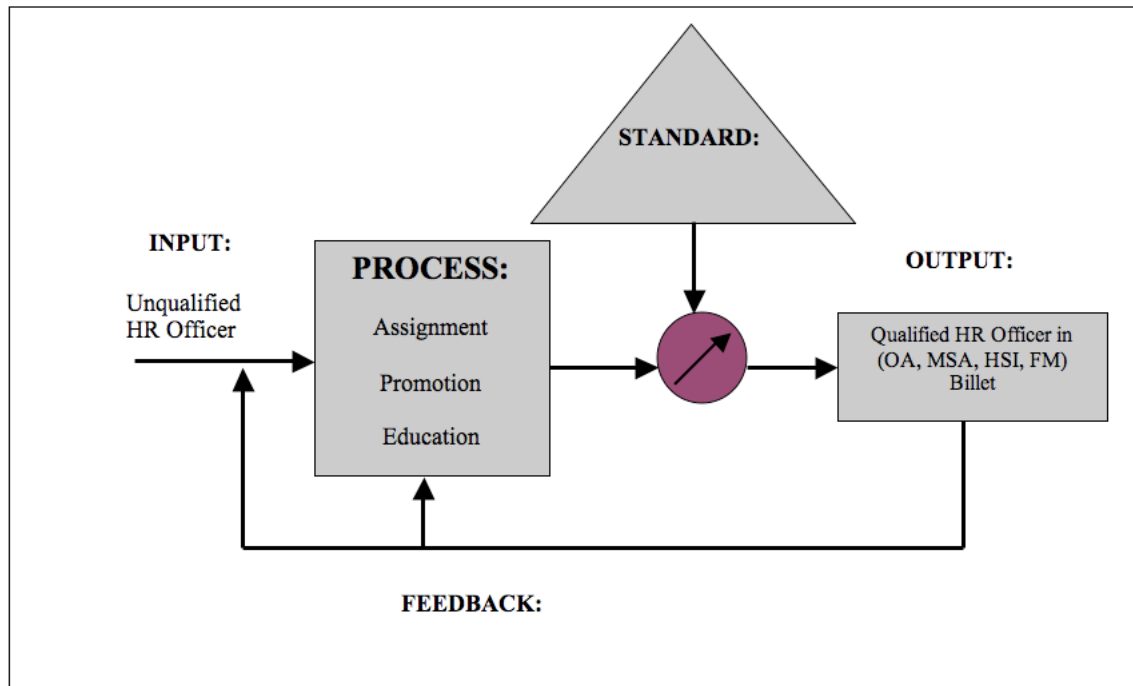 STANDARD:
INPUT:
Unqualified
HR Officer
PROCESS:
Assignment
Promotion
Education
OUTPUT:
Qualified HR Officer in
(OA, MSA, HSI, FM)
Billet
FEEDBACK: